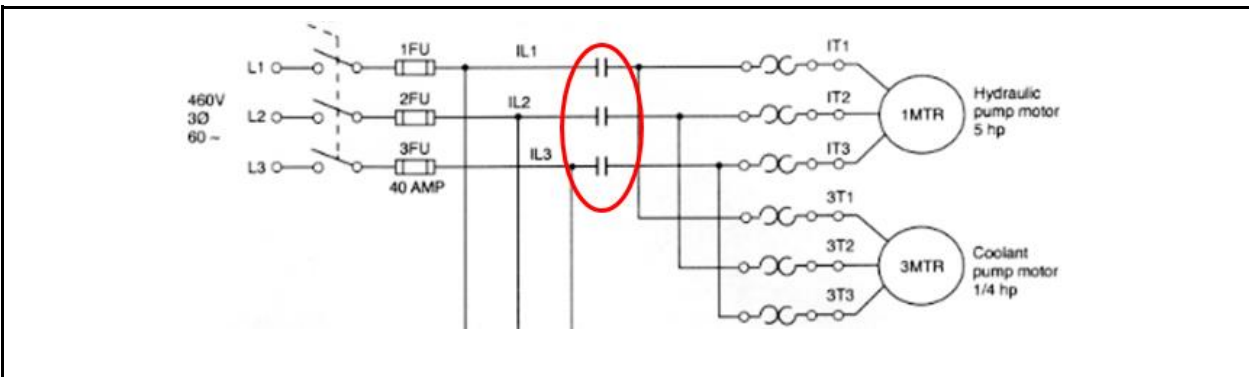 1FU
IL1
IT1
L1
460V
3Ø
60 ~
2FU
IL2
IT2
L2
1MTR
Hydraulic
pump motor
5 hp
3FU
IL3
IT3
L3
40 AMP
3T1
3T2
3MTR
Coolant
pump motor
1/4 hp
3T3